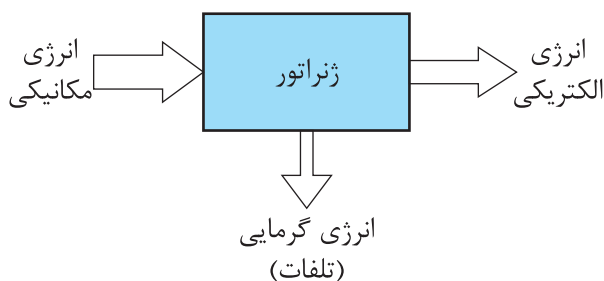 انرژی
مکانیکی
ژنراتور
انرژی
الکتریکی
انرژی گرمایی
(تلفات)